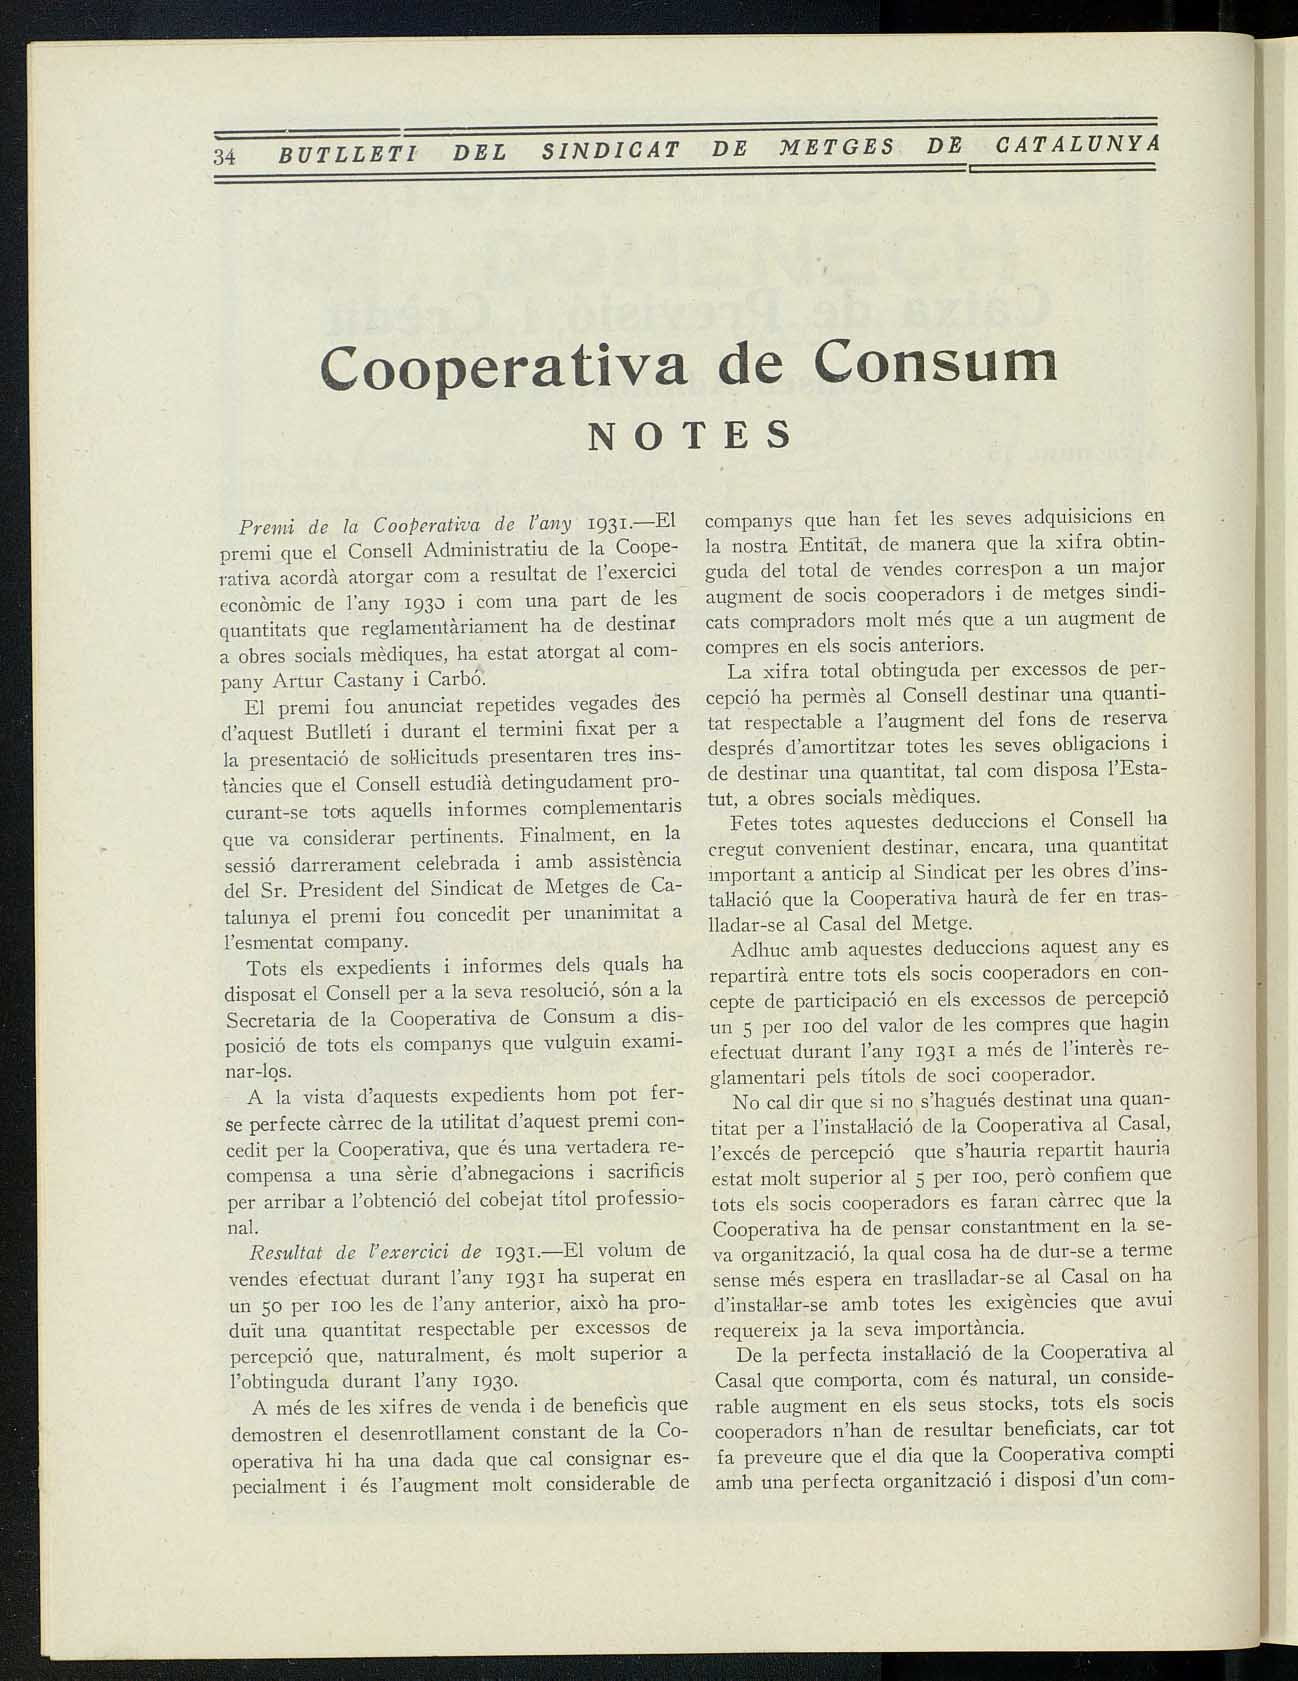 34 BUTLLETI DEL SINDICAT DE METGES DE CATALUNYA
Cooperativa de Consum
NOTES
Premi de la Cooperativa de l'any 1931.—El
premi que el Consell Administratiu de la Coope-
rativa acordà atorgar com a resultat de l'exercici
econòmic de l'any 1930 i com una part de les
quantitats que reglamentàriament ha de destinar
a obres socials mèdiques, ha estat atorgat al com-
pany Artur Castany i Carbó.
El premi fou anunciat repetides vegades des
d'aquest Butlletí i durant el termini fixat per a
la presentació de sol·licituds presentaren tres ins-
tàncies que el Consell estudià detingudament pro-
curant-se tots aquells informes complementaris
que va considerar pertinents. Finalment, en la
sessió darrerament celebrada i amb assistència
del Sr. President del Sindicat de Metges de Ca-
talunya el premi fou concedit per unanimitat a
l'esmentat company.
Tots els expedients i informes dels quals ha
disposat el Consell per a la seva resolució, són a la
Secretaria de la Cooperativa de Consum a dis-
posició de tots els companys que vulguin exami-
nar-los.
A la vista d'aquests expedients hom pot fer-
se perfecte càrrec de la utilitat d'aquest premi con-
cedit per la Cooperativa, que és una vertadera re-
compensa a una sèrie d'abnegacions i sacrificis
per arribar a l'obtenció del cobejat títol professio-
nal.
Resultat de l'exercici de 1931.—El volum de
vendes efectuat durant l'any 1931 ha superat en
un 50 per 100 les de l'any anterior, això ha pro-
duït una quantitat respectable per excessos de
percepció que, naturalment, és molt superior a
l'obtinguda durant l'any 1930.
A més de les xifres de venda i de beneficis que
demostren el desenrotllament constant de la Co-
operativa hi ha una dada que cal consignar es-
pecialment i és l'augment molt considerable de
companys que han fet les seves adquisicions en
la nostra Entitat, de manera que la xifra obtin-
guda del total de vendes correspon a un major
augment de socis cooperadors i de metges sindi-
cats compradors molt més que a un augment de
compres en els socis anteriors.
La xifra total obtinguda per excessos de per-
cepció ha permès al Consell destinar una quanti-
tat respectable a l'augment del fons de reserva
després d'amortitzar totes les seves obligacions i
de destinar una quantitat, tal com disposa l'Esta-
tut, a obres socials mèdiques.
Fetes totes aquestes deduccions el Consell ha
cregut convenient destinar, encara, una quantitat
important a anticip al Sindicat per les obres d'ins-
tal·lació que la Cooperativa haurà de fer en tras-
lladar-se al Casal del Metge.
Adhuc amb aquestes deduccions aquest any es
repartirà entre tots els socis cooperadors en con-
cepte de participació en els excessos de percepció
un 5 per 100 del valor de les compres que hagin
efectuat durant l'any 1931 a més de l'interès re-
glamentari pels títols de soci cooperador.
No cal dir que si no s'hagués destinat una quan-
titat per a l'instal·lació de la Cooperativa al Casal,
l'excés de percepció que s'hauria repartit hauria
estat molt superior al 5 per 100, però confiem que
tots els socis cooperadors es faran càrrec que la
Cooperativa ha de pensar constantment en la se-
va organització, la qual cosa ha de dur-se a terme
sense més espera en traslladar-se al Casal on ha
d'instal·lar-se amb totes les exigències que avui
requereix ja la seva importància.
De la perfecta instal·lació de la Cooperativa al
Casal que comporta, com és natural, un conside-
rable augment en els seus stocks, tots els socis
cooperadors n'han de resultar beneficiats, car tot
fa preveure que el dia que la Cooperativa compti
amb una perfecta organització i disposi d'un com-